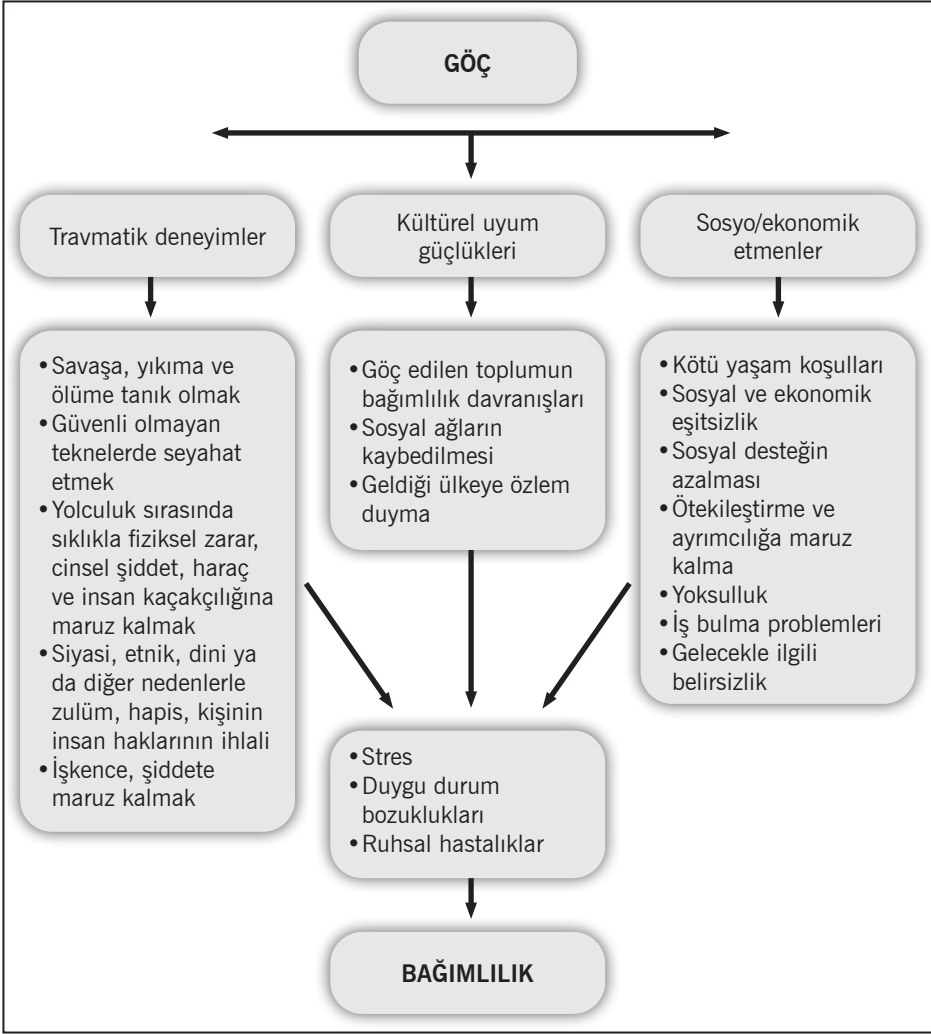 GÖÇ
Travmatik deneyimler
Kültürel uyum
güçlükleri
Sosyo/ekonomik
etmenler
• Savaşa, yıkıma ve
ölüme tanık olmak
• Güvenli olmayan
teknelerde seyahat
etmek
• Yolculuk sırasında
sıklıkla fiziksel zarar,
cinsel şiddet, haraç
ve insan kaçakçılığına
maruz kalmak
• Siyasi, etnik, dini ya
da diğer nedenlerle
zulüm, hapis, kişinin
insan haklarının ihlali
• İşkence, şiddete
maruz kalmak
• Göç edilen toplumun
bağımlılık davranışları
• Sosyal ağların
kaybedilmesi
• Geldiği ülkeye özlem
duyma
• Kötü yaşam koşulları
• Sosyal ve ekonomik
eşitsizlik
• Sosyal desteğin
azalması
• Ötekileştirme ve
ayrımcılığa maruz
kalma
• Yoksulluk
• İş bulma problemleri
• Gelecekle ilgili
belirsizlik
• Stres
• Duygu durum
bozuklukları
• Ruhsal hastalıklar
BAĞIMLILIK